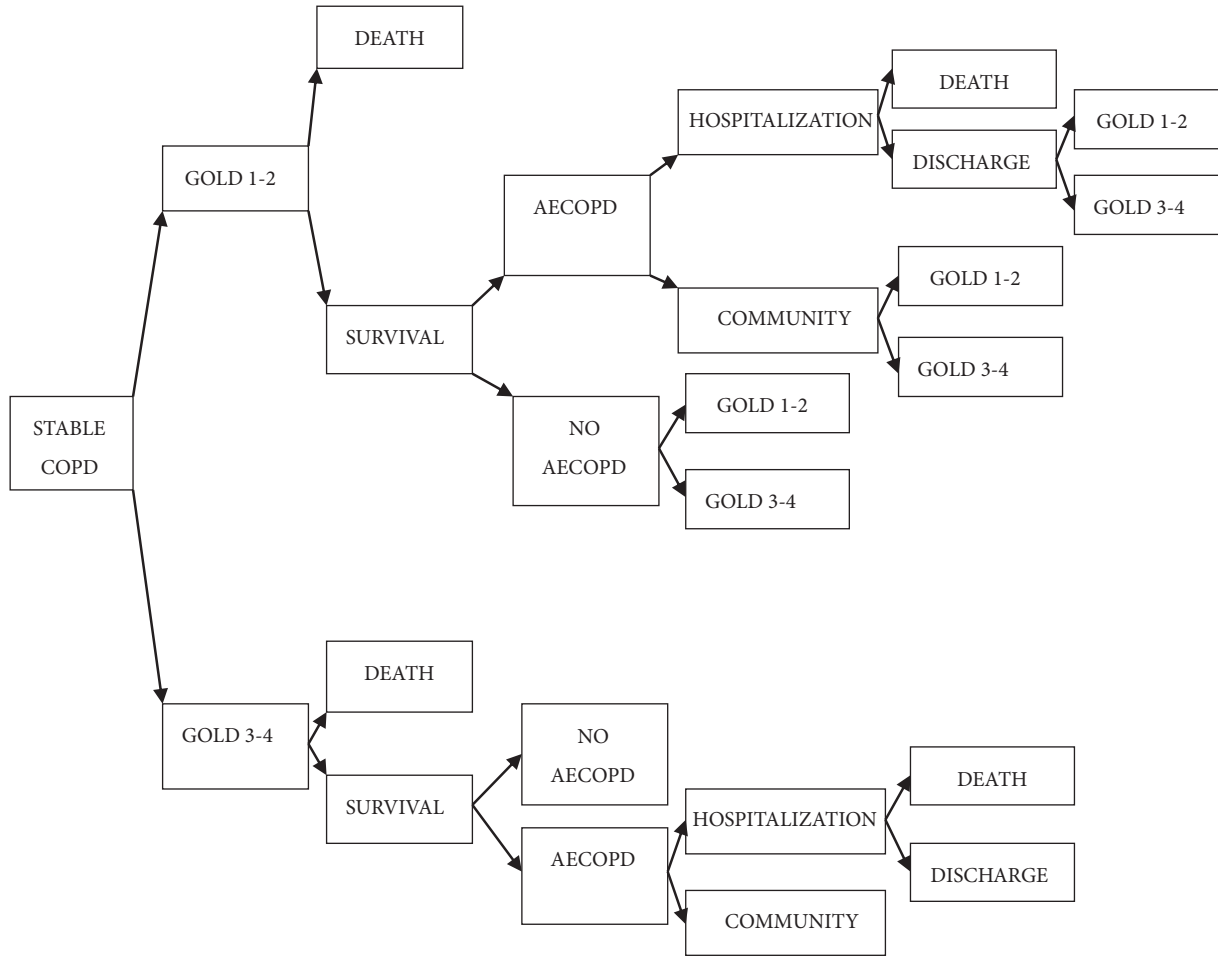 DEATH
DEATH
HOSPITALIZATION
GOLD 1-2
DISCHARGE
GOLD 1-2
AECOPD
GOLD 3-4
GOLD 1-2
COMMUNITY
SURVIVAL
GOLD 3-4
GOLD 1-2
STABLE
COPD
NO
AECOPD
GOLD 3-4
DEATH
GOLD 3-4
NO
AECOPD
DEATH
SURVIVAL
HOSPITALIZATION
AECOPD
DISCHARGE
COMMUNITY